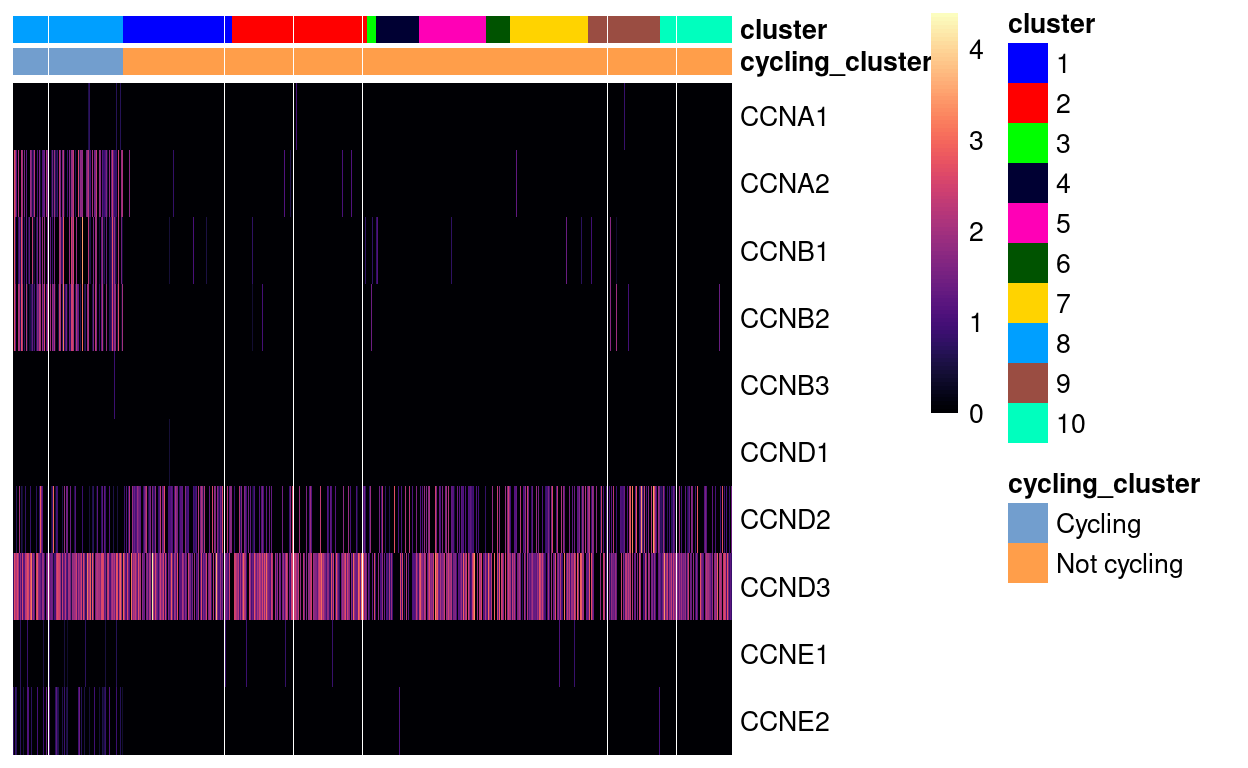 cluster
cycling_cluster
CCNA1
CCNA2
CCNB1
CCNB2
CCNB3
CCND1
CCND2
CCND3
CCNE1
CCNE2
4
3
2
1
0
cluster
1
2
3
4
5
6
7
8
9
10
cycling_cluster
Cycling
Not cycling